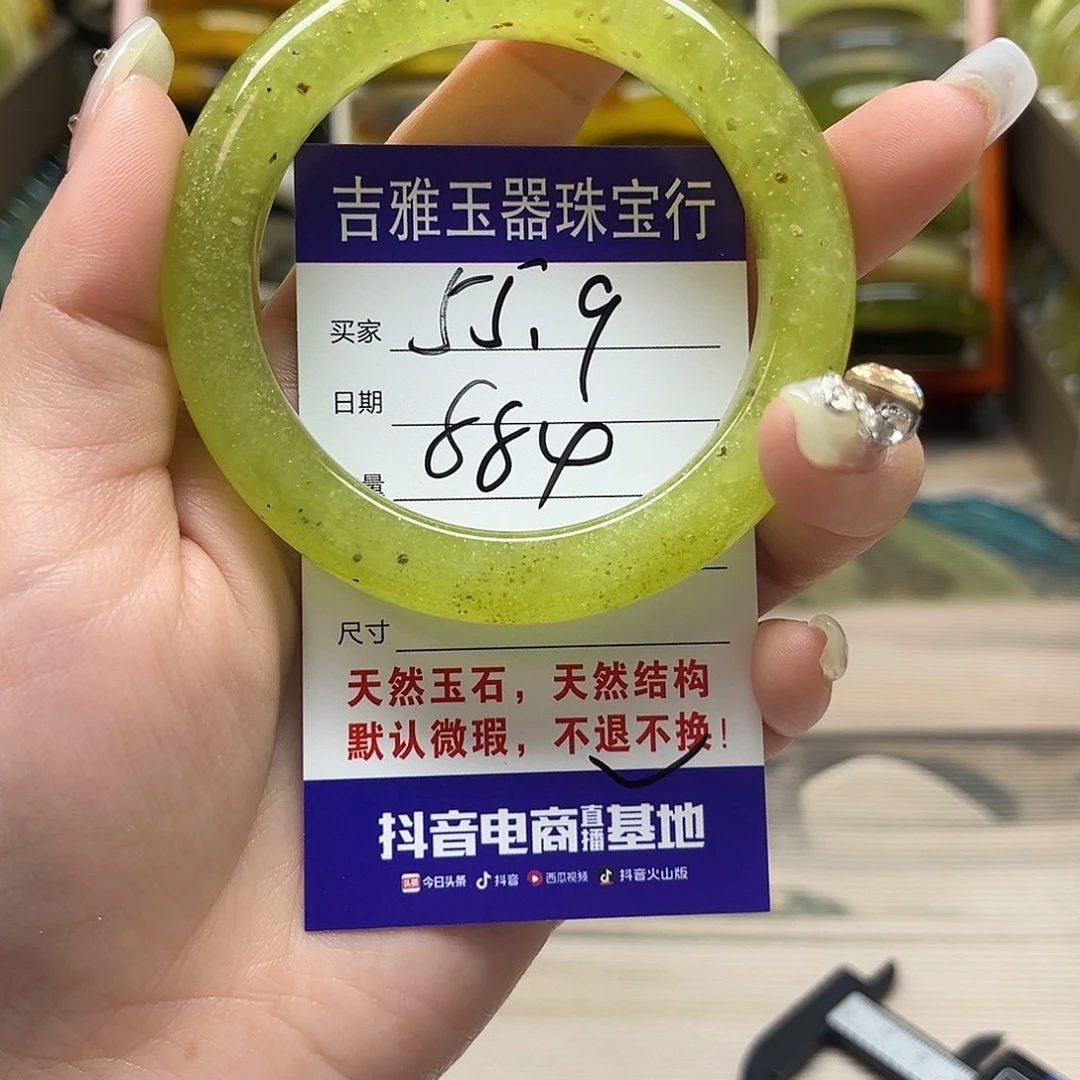 吉雅玉器珠宝行
买家 55.9
日期 884
量
尺寸
天然玉石，天然结构
默认微瑕，不退不换！
抖音电商直播基地
今日头条 抖音 西瓜视频 抖音火山版